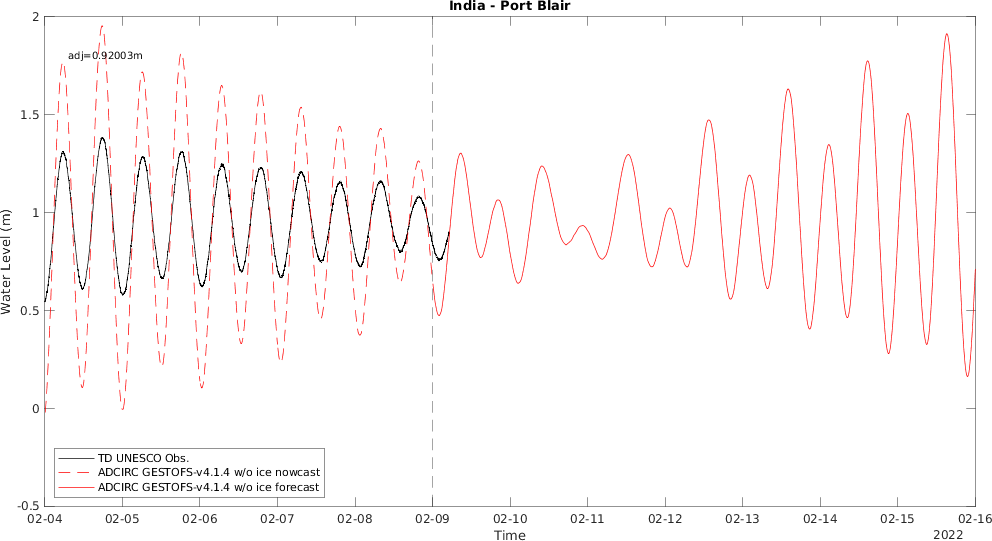 India - Port Blair
adj=0.92003m
Water Level (m)
2
1.5
1
0.5
0
-0.5
TD UNESCO Obs.
ADCIRC GESTOFS-v4.1.4 w/o ice nowcast
ADCIRC GESTOFS-v4.1.4 w/o ice forecast
02-04 02-05 02-06 02-07 02-08 02-09 02-10 02-11 02-12 02-13 02-14 02-15 02-16
Time
2022